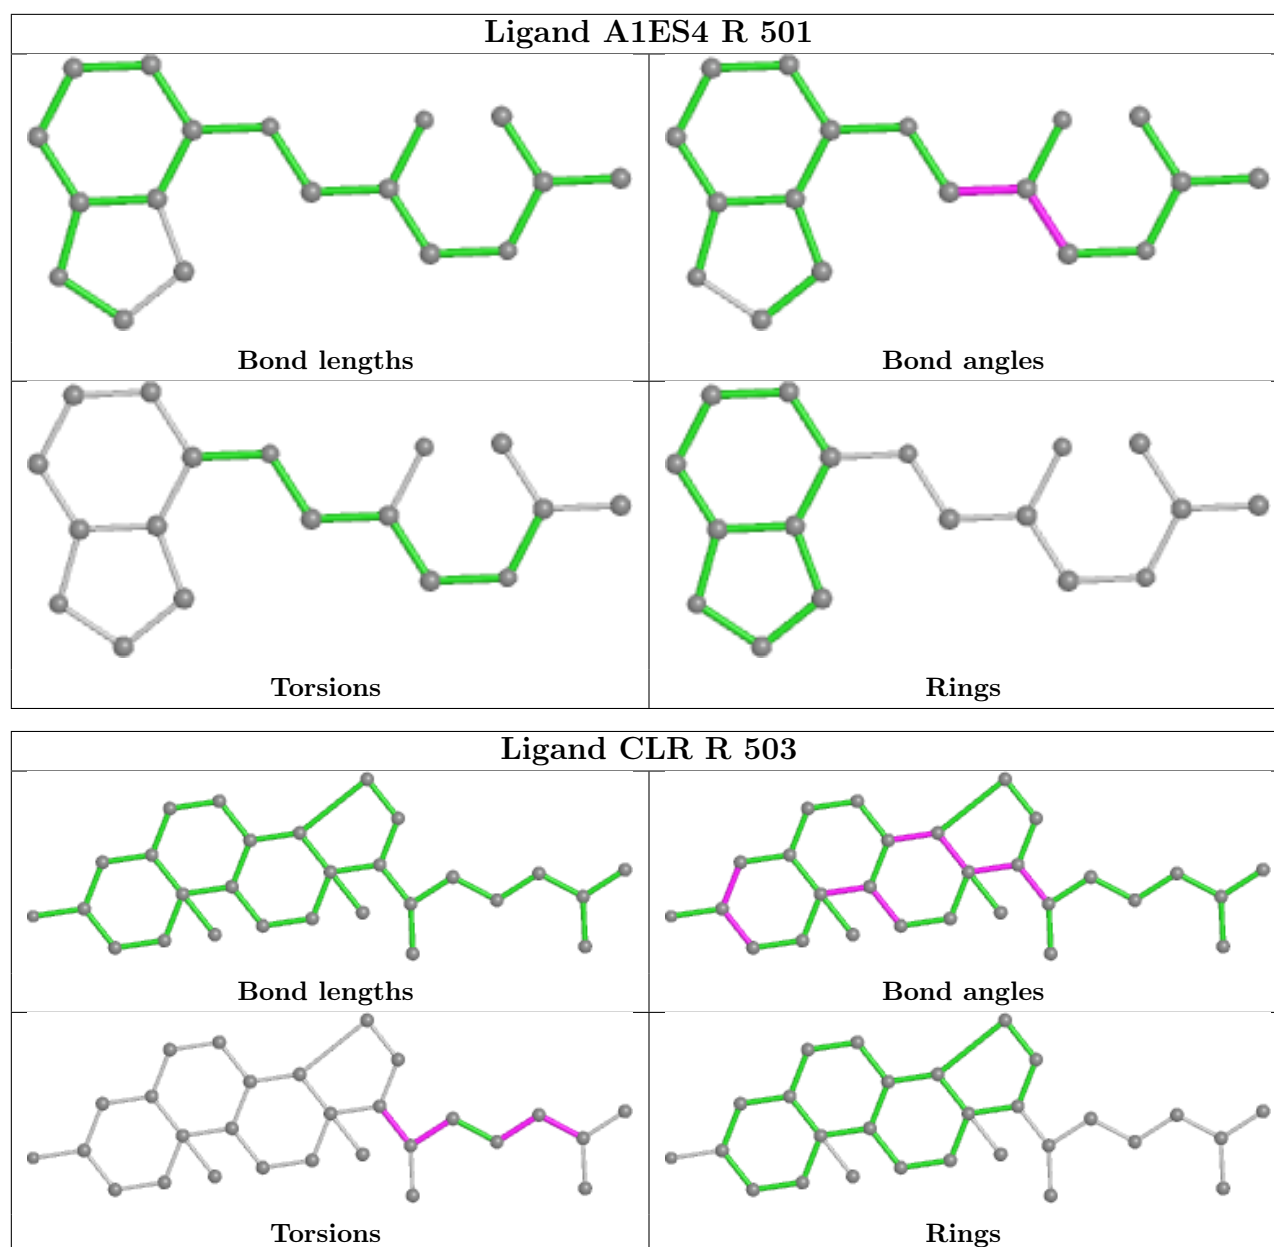 Ligand A1ES4 R 501
Bond lengths
Bond angles
Torsions
Rings
Ligand CLR R 503
Bond lengths
Bond angles
Torsions
Rings